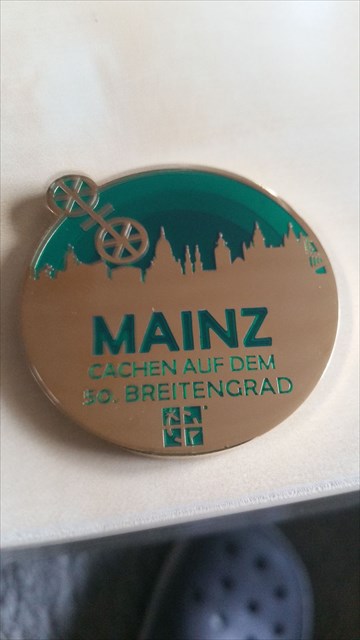 MAINZ
CACHEN AUF DEM
50. BREITENGRAD